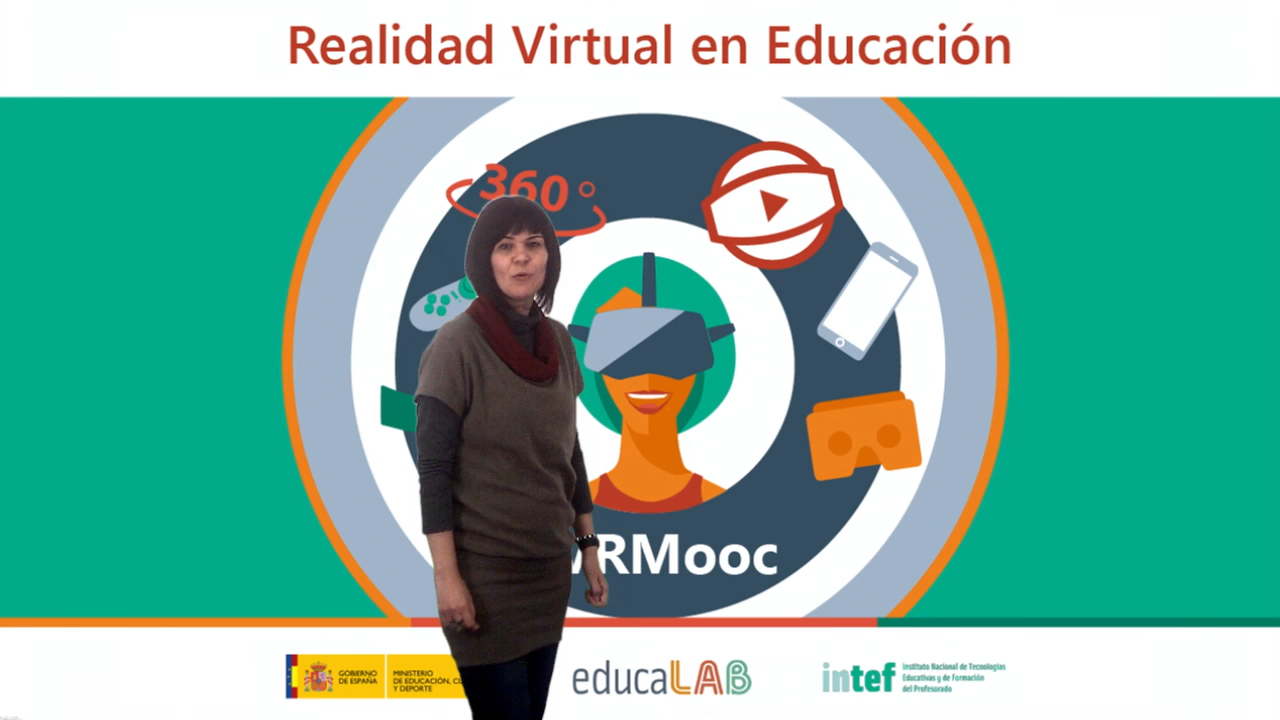 Realidad Virtual en Educación
360°
VRMooc
GOBIERNO
DE ESPAÑA
MINISTERIO
DE EDUCACIÓN,
Y DEPORTE
educaLAB
intef
Instituto Nacional de Tecnologías
Educativas y de Formación
del Profesorado